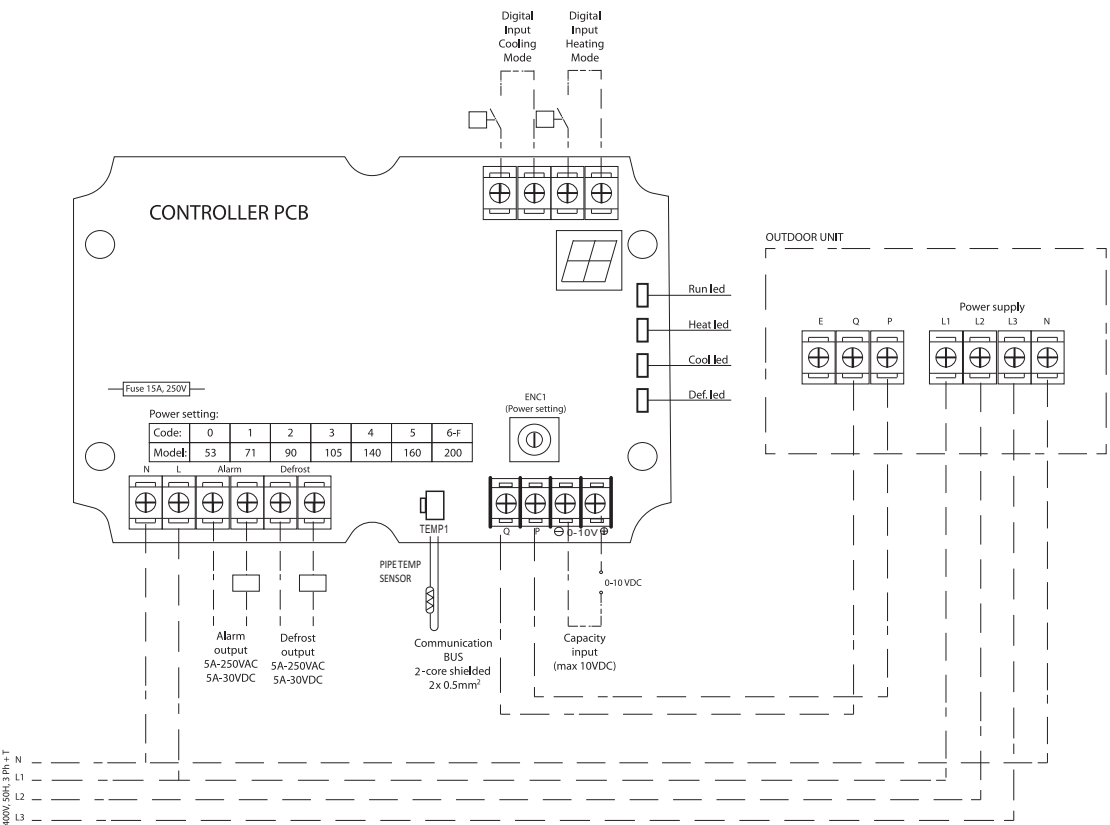 Digital
Input
Cooling
Mode
Digital
Input
Heating
Mode
CONTROLLER PCB
OUTDOOR UNIT
Run led
Heat led
Cool led
Def. led
Power supply
E Q P L1 L2 L3 N
Fuse 15A, 250V
ENC1
(Power setting)
Power setting:
Code: 0 1 2 3 4 5 6-F
Model: 53 71 90 105 140 160 200
N L Alarm Defrost
TEMP1
Q P ⊖ 0-10V ⊕
PIPE TEMP
SENSOR
0-10 VDC
Alarm
output
5A-250VAC
5A-30VDC
Defrost
output
5A-250VAC
5A-30VDC
Communication
BUS
2-core shielded
2x 0.5mm²
Capacity
input
(max 10VDC)
400V, 50H, 3 Ph + T
N
L1
L2
L3